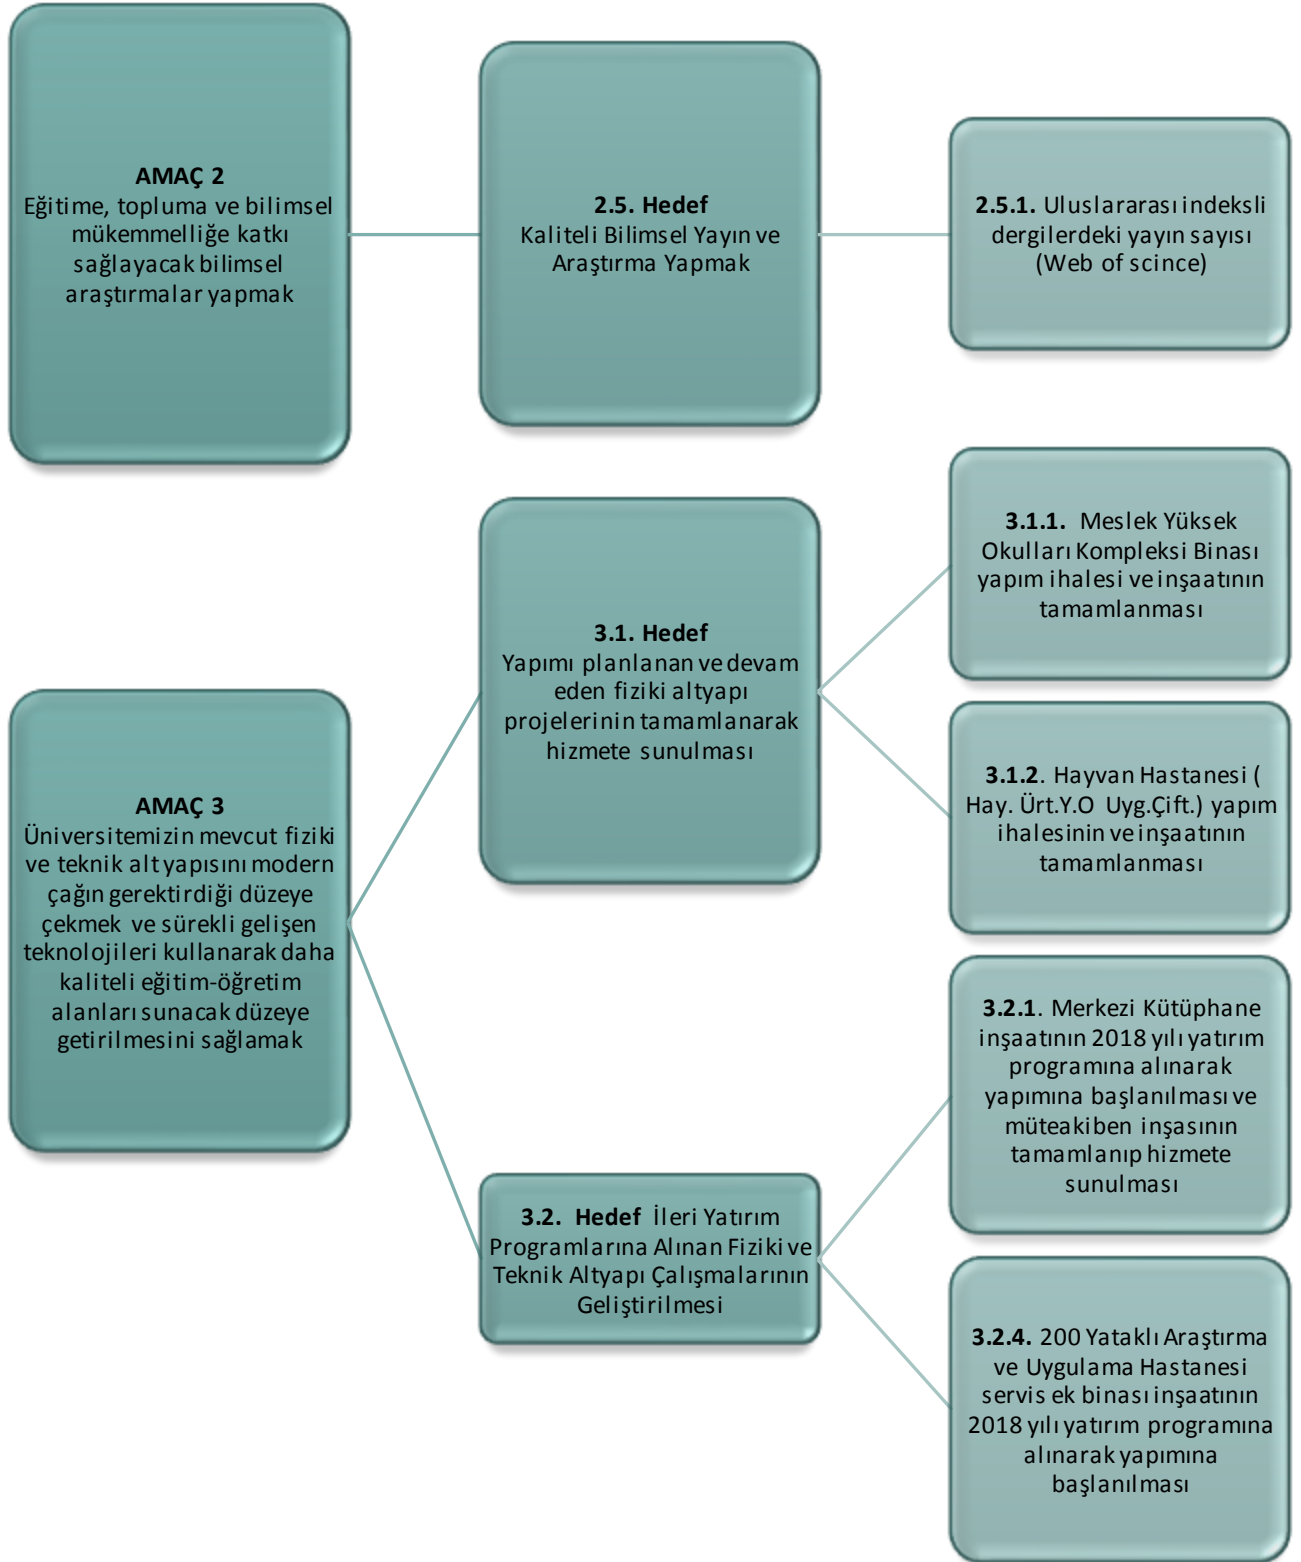 AMAÇ 2
Eğitime, topluma ve bilimsel
mükemmelliğe katkı
sağlayacak bilimsel
araştırmalar yapmak
2.5. Hedef
Kaliteli Bilimsel Yayın ve
Araştırma Yapmak
2.5.1. Uluslararası indeksli
dergilerdeki yayın sayısı
(Web of scince)
AMAÇ 3
Üniversitemizin mevcut fiziki
ve teknik alt yapısını modern
çağın gerektirdiği düzeye
çekmek ve sürekli gelişen
teknolojileri kullanarak daha
kaliteli eğitim-öğretim
alanları sunacak düzeye
getirilmesini sağlamak
3.1. Hedef
Yapımı planlanan ve devam
eden fiziki altyapı
projelerinin tamamlanarak
hizmete sunulması
3.1.1. Meslek Yüksek
Okulları Kompleksi Binası
yapım ihalesi ve inşaatının
tamamlanması
3.1.2. Hayvan Hastanesi (
Hay. Ürt.Y.O Uyg.Çift.) yapım
ihalesinin ve inşaatının
tamamlanması
3.2. Hedef İleri Yatırım
Programlarına Alınan Fiziki ve
Teknik Altyapı Çalışmalarının
Geliştirilmesi
3.2.1. Merkezi Kütüphane
inşaatının 2018 yılı yatırım
programına alınarak
yapımına başlanılması ve
müteakiben inşasının
tamamlanıp hizmete
sunulması
3.2.4. 200 Yataklı Araştırma
ve Uygulama Hastanesi
servis ek binası inşaatının
2018 yılı yatırım programına
alınarak yapımına
başlanılması